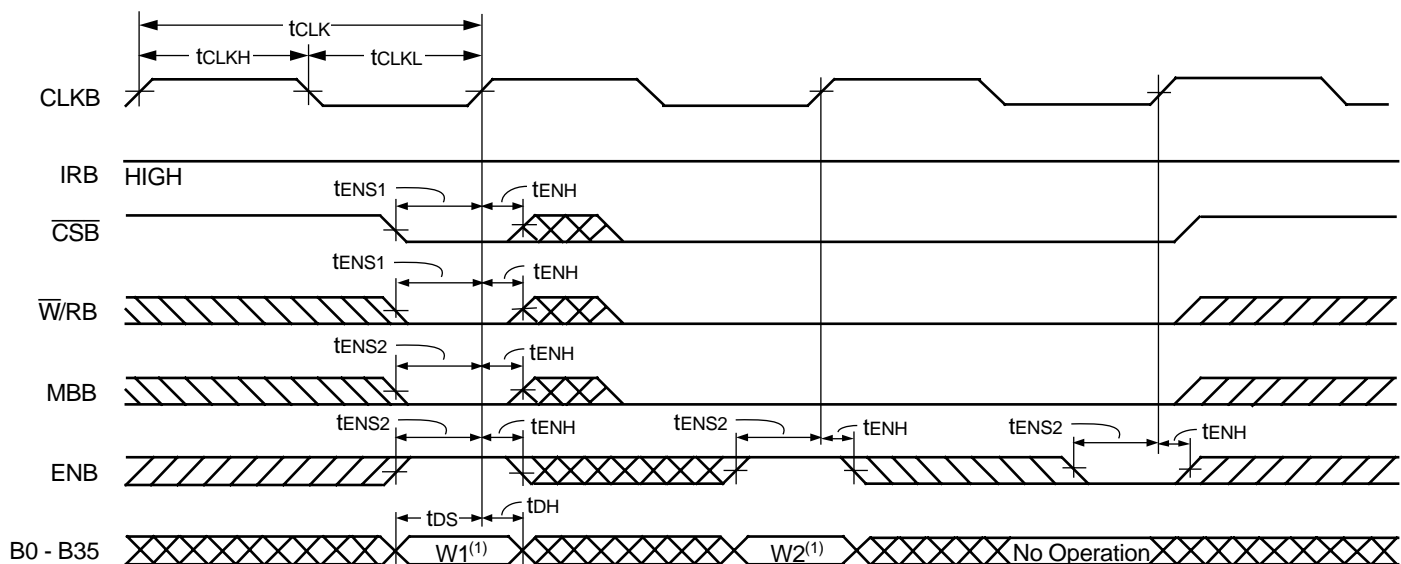 tCLK
tCLKH
tCLKL
CLKB
IRB
HIGH
tENS1
tENH
CSB
tENS1
tENH
W/RB
tENS2
tENH
MBB
tENS2
tENH
tENS2
tENH
tENS2
tENH
ENB
tDS
tDH
B0 - B35
W1(1)
W2(1)
No Operation